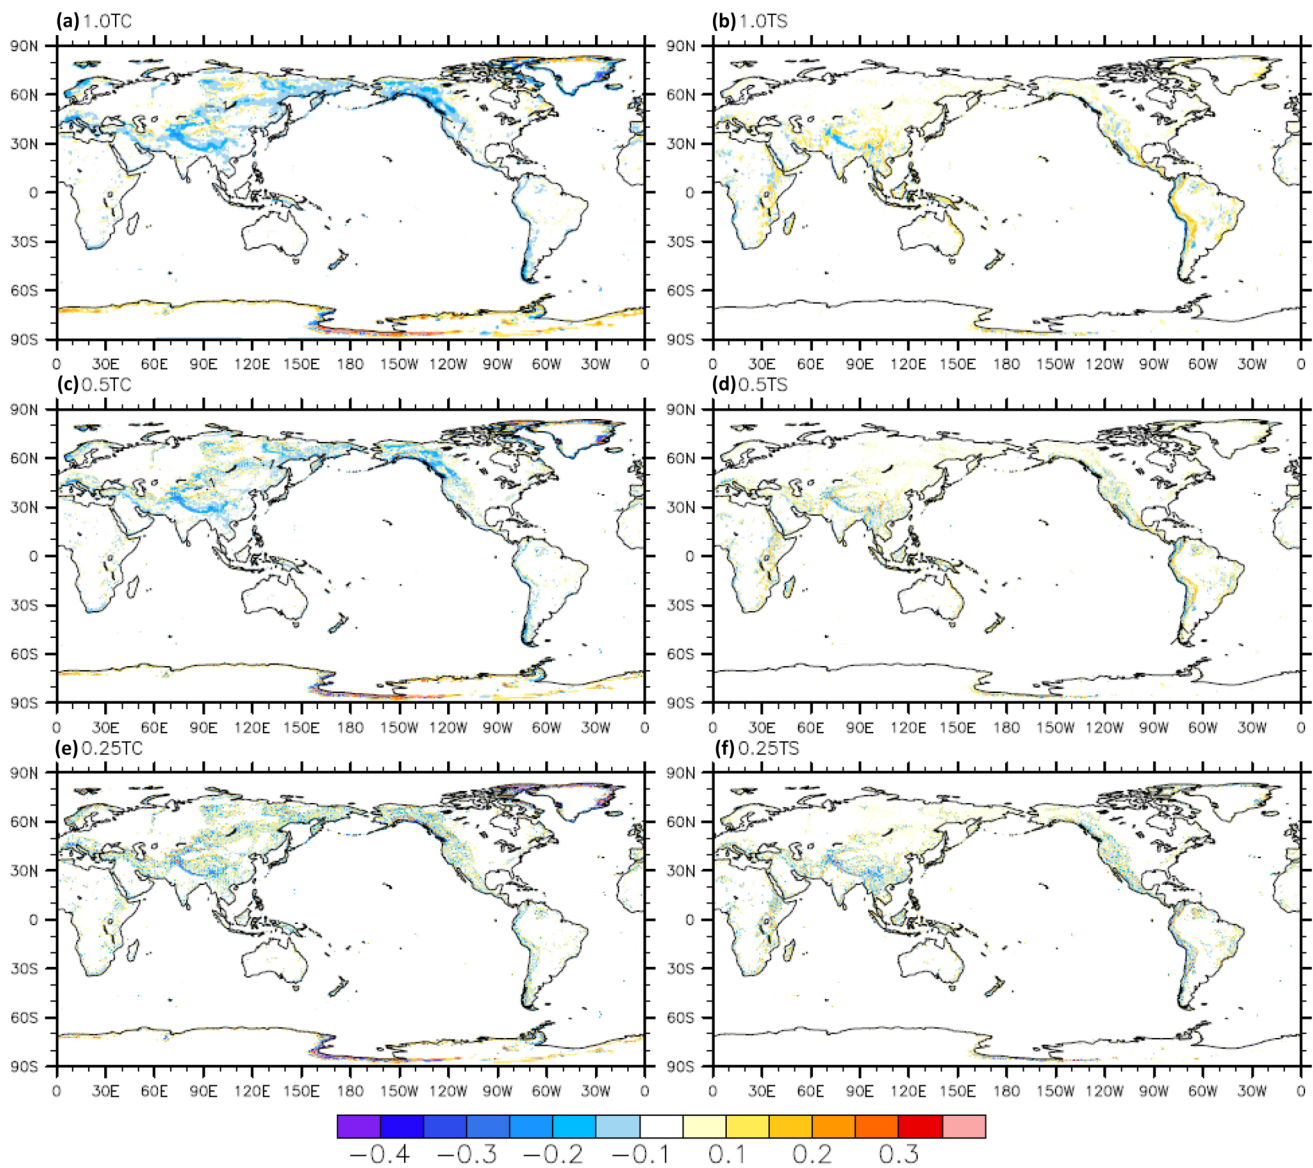 (a) 1.0TC (b) 1.0TS
90N 90N
60N 60N
30N 30N
0 0
30S 30S
60S 60S
90S 90S
0 30E 60E 90E 120E 150E 180 150W 120W 90W 60W 30W 0 0 30E 60E 90E 120E 150E 180 150W 120W 90W 60W 30W 0
(c) 0.5TC (d) 0.5TS
90N 90N
60N 60N
30N 30N
0 0
30S 30S
60S 60S
90S 90S
0 30E 60E 90E 120E 150E 180 150W 120W 90W 60W 30W 0 0 30E 60E 90E 120E 150E 180 150W 120W 90W 60W 30W 0
(e) 0.25TC (f) 0.25TS
90N 90N
60N 60N
30N 30N
0 0
30S 30S
60S 60S
90S 90S
0 30E 60E 90E 120E 150E 180 150W 120W 90W 60W 30W 0 0 30E 60E 90E 120E 150E 180 150W 120W 90W 60W 30W 0
−0.4 −0.3 −0.2 −0.1 0.1 0.2 0.3